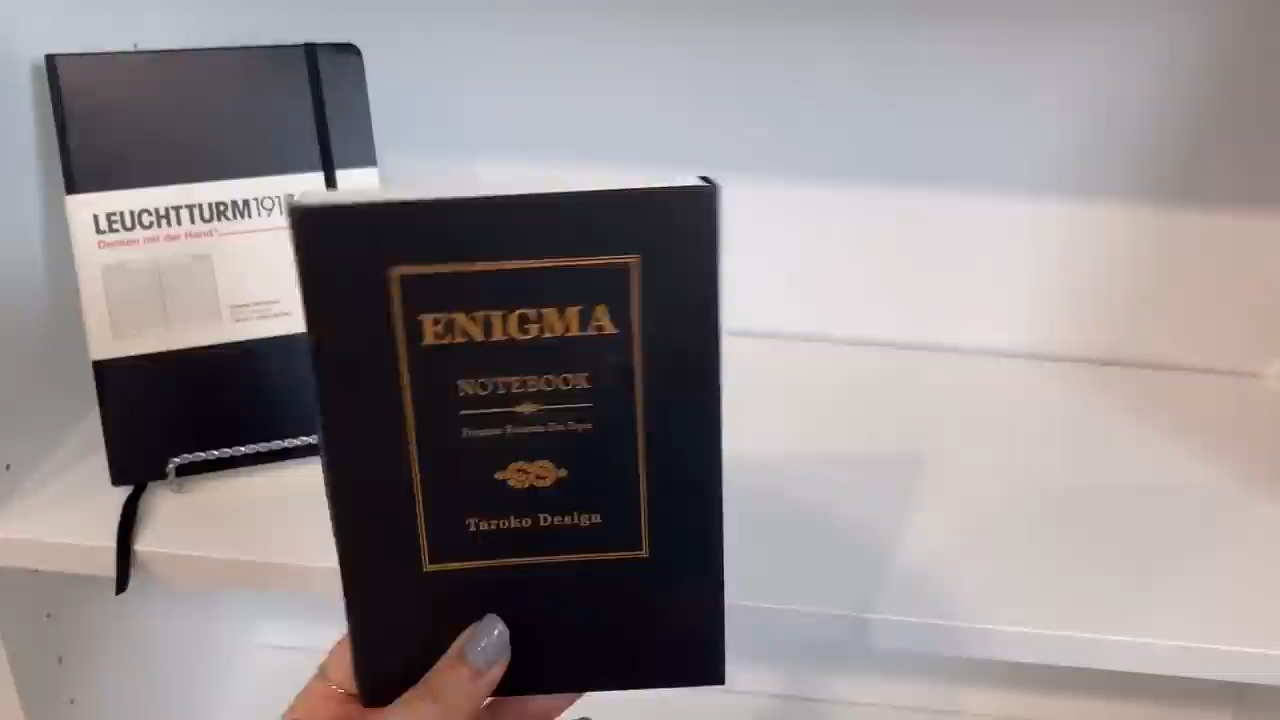 LEUCHTTURM191
Denken mit der Hand
ENIGMA
NOTEBOOK
Taroko Design